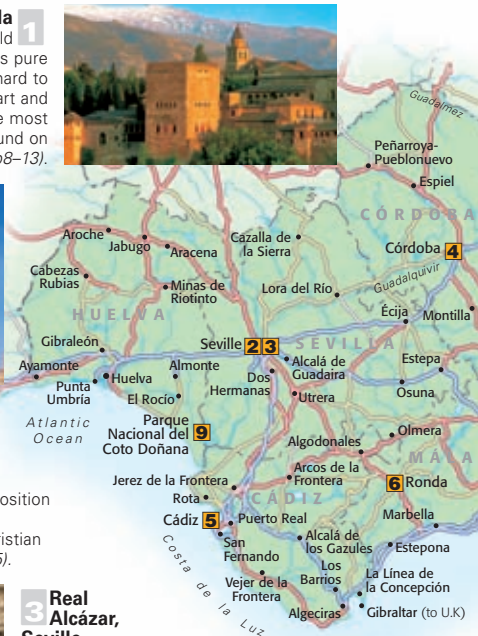 la
ld 1
s pure
hard to
art and
e most
und on
08–13).
Guadalmez
Peñarroya-
Pueblonuevo
Espiel
CÓRDOBA
Córdoba 4
Guadalquivir
Aroche
Jabugo
Aracena
Cazalla de
la Sierra
Cabezas
Rubias
Minas de
Riotinto
Lora del Río
Écija
Montilla
HUELVA
Gibraleón
Seville 2 3
SEVILLA
Ayamonte
Huelva
Almonte
Alcalá de
Guadaira
Estepa
Punta
Umbría
El Rocío
Dos
Hermanas
Utrera
Osuna
Atlantic
Ocean
Parque
Nacional del
Coto Doñana
9
Algodonales
Olmera
MÁLA
Jerez de la Frontera
Arcos de la
Frontera
6 Ronda
osition
Rota
CÁDIZ
Marbella
Cádiz 5
Puerto Real
ristian
5).
San
Fernando
Alcalá de
los Gazules
Estepona
Costa de la Luz
Vejer de la
Frontera
Los
Barrios
La Línea de
la Concepción
3 Real
Alcázar,
Seville
Algeciras
Gibraltar (to U.K)